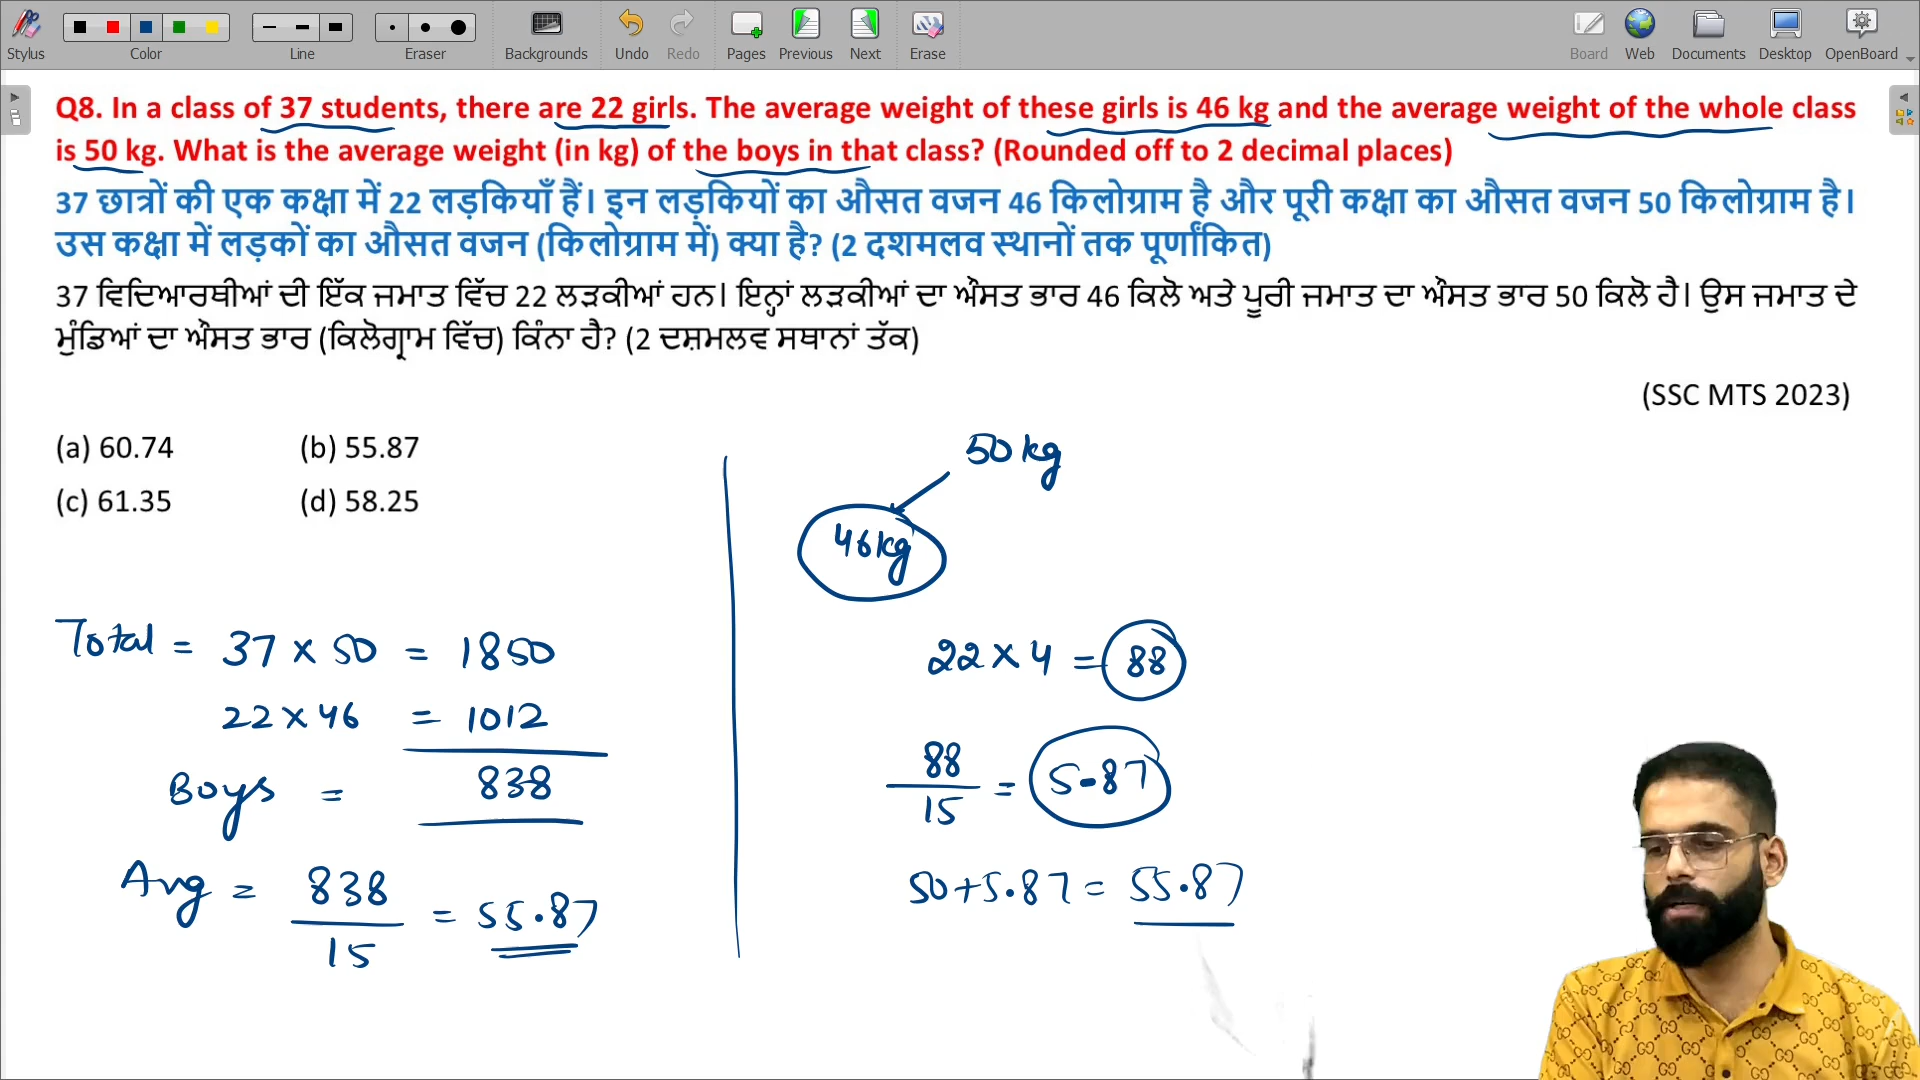 Stylus Color Line Eraser Backgrounds Undo Redo Pages Previous Next Erase Board Web Documents Desktop OpenBoard
Q8. In a class of 37 students, there are 22 girls. The average weight of these girls is 46 kg and the average weight of the whole class
is 50 kg. What is the average weight (in kg) of the boys in that class? (Rounded off to 2 decimal places)
37 छात्रों की एक कक्षा में 22 लड़कियाँ हैं। इन लड़कियों का औसत वजन 46 किलोग्राम है और पूरी कक्षा का औसत वजन 50 किलोग्राम है।
उस कक्षा में लड़कों का औसत वजन (किलोग्राम में) क्या है? (2 दशमलव स्थानों तक पूर्णांकित)
37 ਵਿਦਿਆਰਥੀਆਂ ਦੀ ਇੱਕ ਜਮਾਤ ਵਿੱਚ 22 ਲੜਕੀਆਂ ਹਨ। ਇਨ੍ਹਾਂ ਲੜਕੀਆਂ ਦਾ ਔਸਤ ਭਾਰ 46 ਕਿਲੋ ਅਤੇ ਪੂਰੀ ਜਮਾਤ ਦਾ ਔਸਤ ਭਾਰ 50 ਕਿਲੋ ਹੈ। ਉਸ ਜਮਾਤ ਦੇ
ਮੁੰਡਿਆਂ ਦਾ ਔਸਤ ਭਾਰ (ਕਿਲੋਗ੍ਰਾਮ ਵਿੱਚ) ਕਿੰਨਾ ਹੈ? (2 ਦਸ਼ਮਲਵ ਸਥਾਨਾਂ ਤੱਕ)
(SSC MTS 2023)
(a) 60.74 (b) 55.87
(c) 61.35 (d) 58.25
Total = 37 × 50 = 1850
22 × 46 = 1012
Boys = 838
Avg = 838/15 = 55.87
50 kg
46 kg
22 × 4 = 88
88/15 = 5.87
50 + 5.87 = 55.87